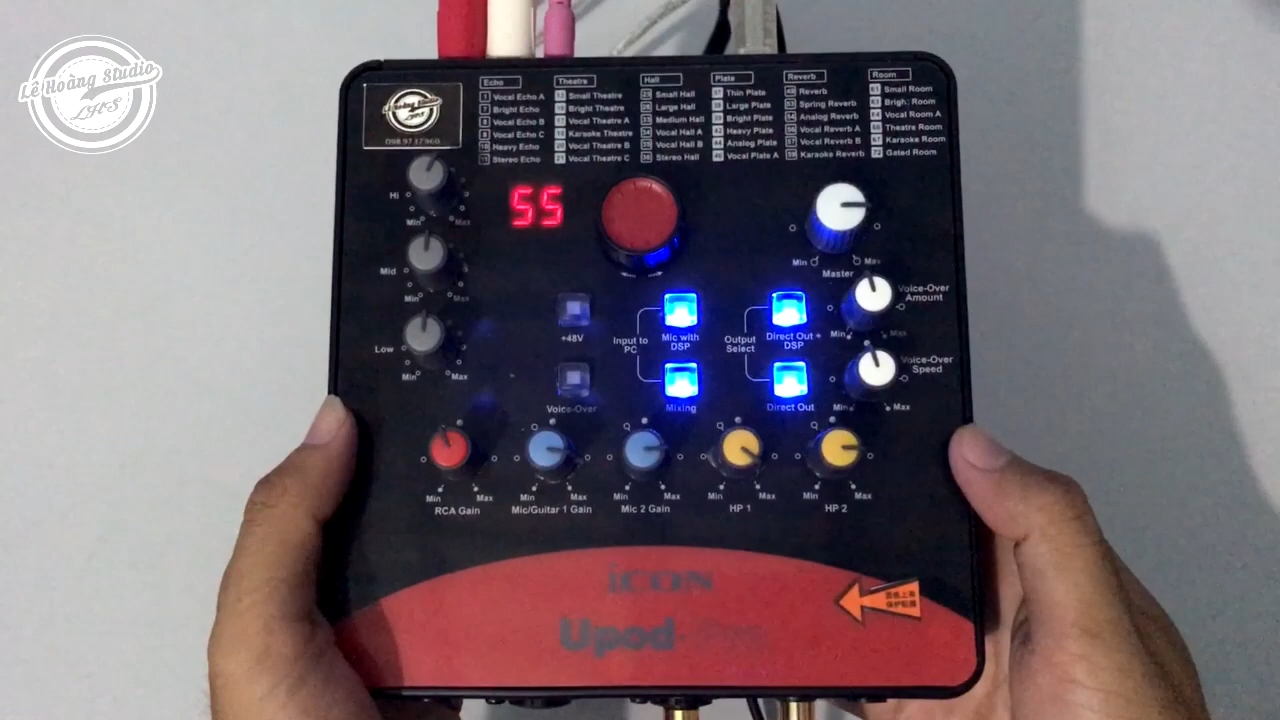 Lê Hoàng Studio
LHS
Echo
1 Vocal Echo A
Bright Echo
Vocal Echo B
Vocal Echo C
10 Heavy Echo
11 Stereo Echo
Theatre
Small Theatre
Bright Theatre
Vocal Theatre A
Karaoke Theatre
Vocal Theatre B
Vocal Theatre C
Hall
Small Hall
Large Hall
Medium Hall
Vocal Hall A
Vocal Hall B
Stereo Hall
Plate
Thin Plate
Large Plate
Bright Plate
Heavy Plate
Analog Plate
Vocal Plate A
Reverb
Reverb
Spring Reverb
Analog Reverb
Vocal Reverb A
Vocal Reverb B
Karaoke Reverb
Room
Small Room
Bright Room
Vocal Room A
Theatre Room
Karaoke Room
Gated Room
Hi
Min
Max
55
Min
Max
Master
Mid
Min
Max
Voice-Over
Amount
Min
Max
+48V
Input to
PC
Mic with
DSP
Output
Select
Direct Out +
DSP
Low
Min
Max
Voice-Over
Speed
Min
Max
Voice-Over
Mixing
Direct Out
Min
Max
RCA Gain
Min
Max
Mic/Guitar 1 Gain
Min
Max
Mic 2 Gain
Min
Max
HP 1
Min
Max
HP 2
iCON
Upod Pro